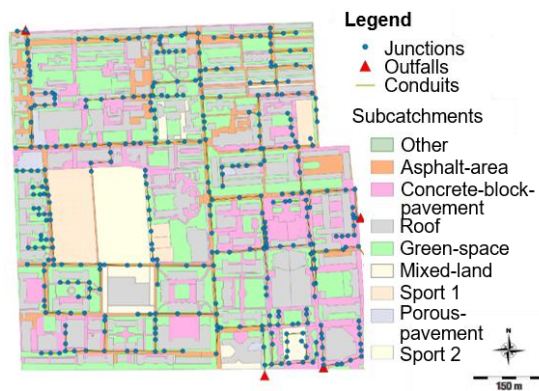 Legend
Junctions
Outfalls
Conduits
Subcatchments
Other
Asphalt-area
Concrete-block-
pavement
Roof
Green-space
Mixed-land
Sport 1
Porous-
pavement
Sport 2
N
150 m